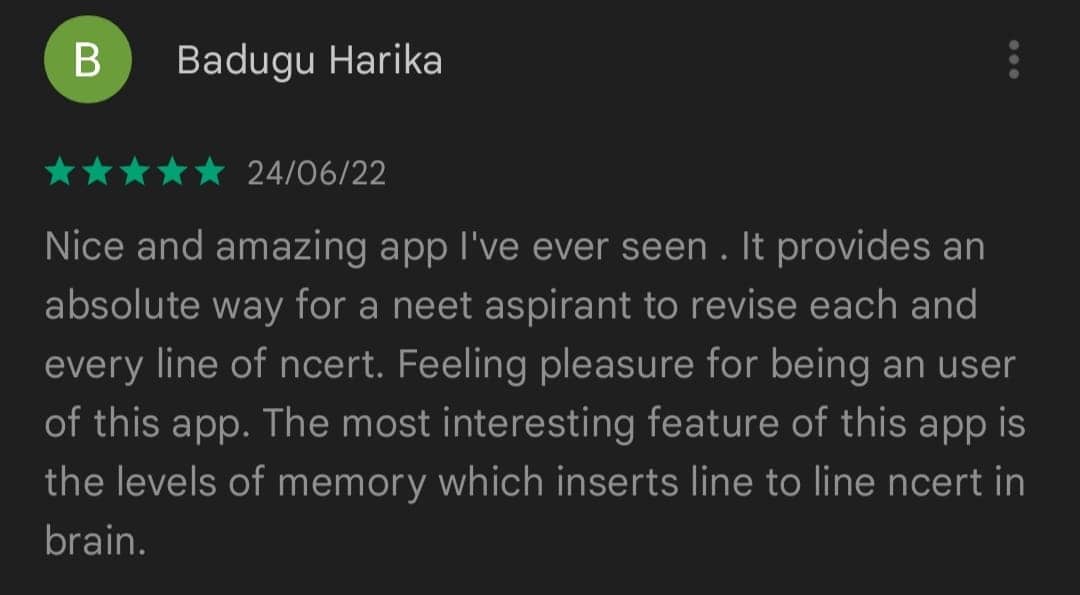 B
Badugu Harika
24/06/22
Nice and amazing app I've ever seen . It provides an
absolute way for a neet aspirant to revise each and
every line of ncert. Feeling pleasure for being an user
of this app. The most interesting feature of this app is
the levels of memory which inserts line to line ncert in
brain.